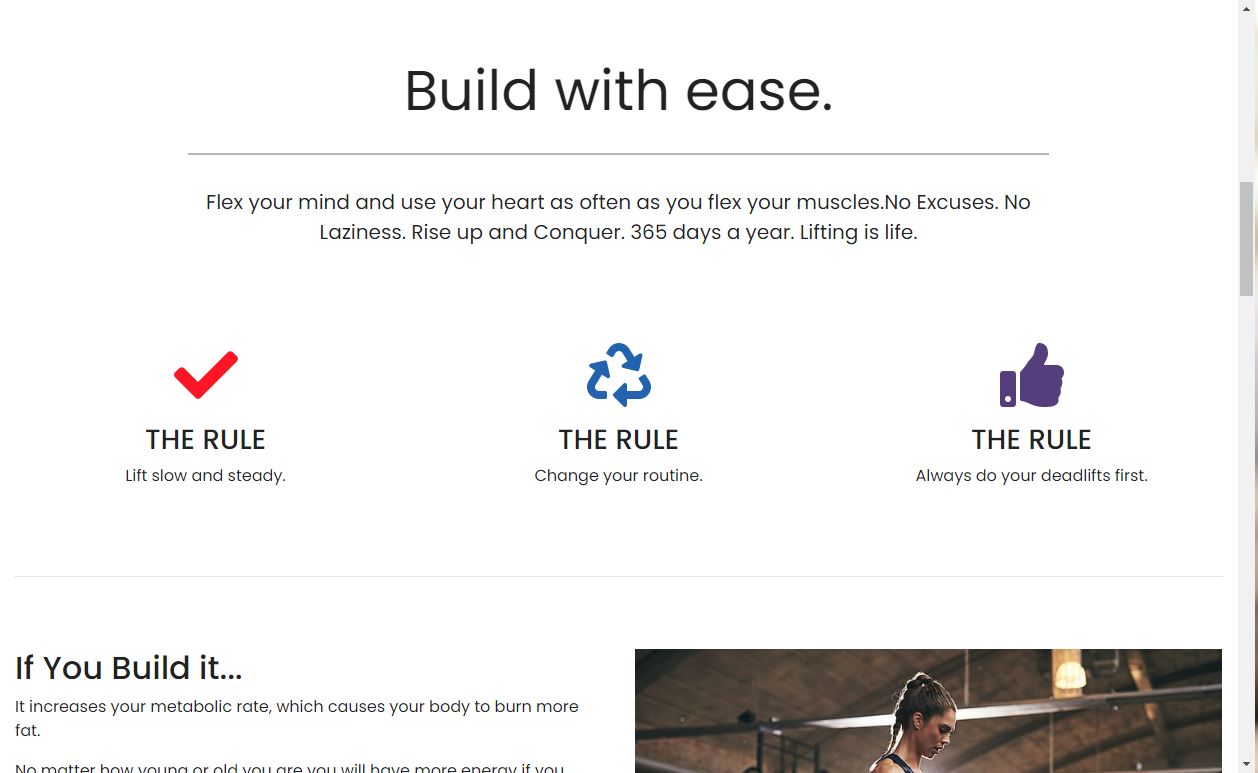 Build with ease.
Flex your mind and use your heart as often as you flex your muscles.No Excuses. No
Laziness. Rise up and Conquer. 365 days a year. Lifting is life.
THE RULE
Lift slow and steady.
THE RULE
Change your routine.
THE RULE
Always do your deadlifts first.
If You Build it...
It increases your metabolic rate, which causes your body to burn more
fat.
No matter how young or old you are you will have more energy if you